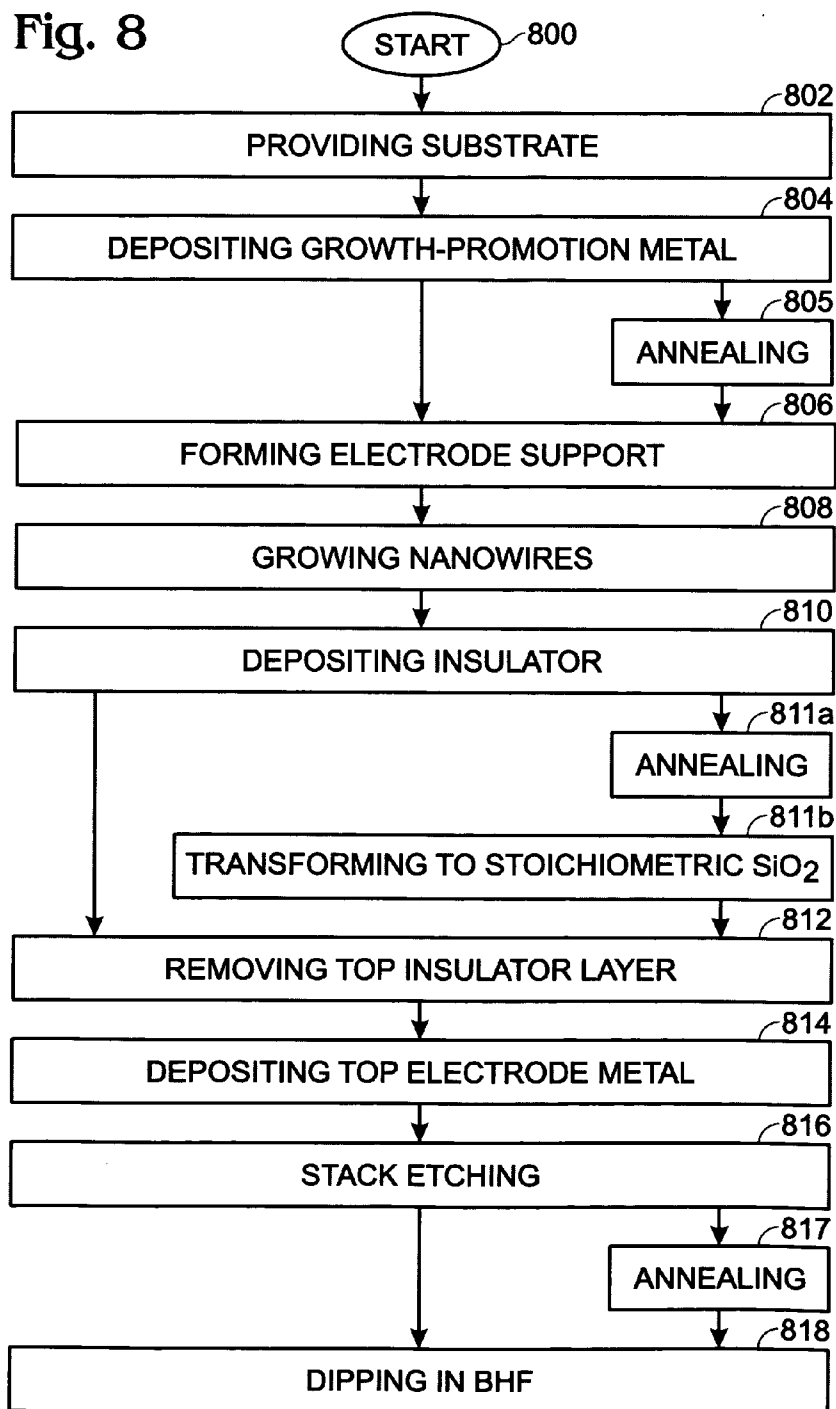 Fig. 8
START 800
802
PROVIDING SUBSTRATE
804
DEPOSITING GROWTH-PROMOTION METAL
805
ANNEALING
806
FORMING ELECTRODE SUPPORT
808
GROWING NANOWIRES
810
DEPOSITING INSULATOR
811a
ANNEALING
811b
TRANSFORMING TO STOICHIOMETRIC SiO2
812
REMOVING TOP INSULATOR LAYER
814
DEPOSITING TOP ELECTRODE METAL
816
STACK ETCHING
817
ANNEALING
818
DIPPING IN BHF